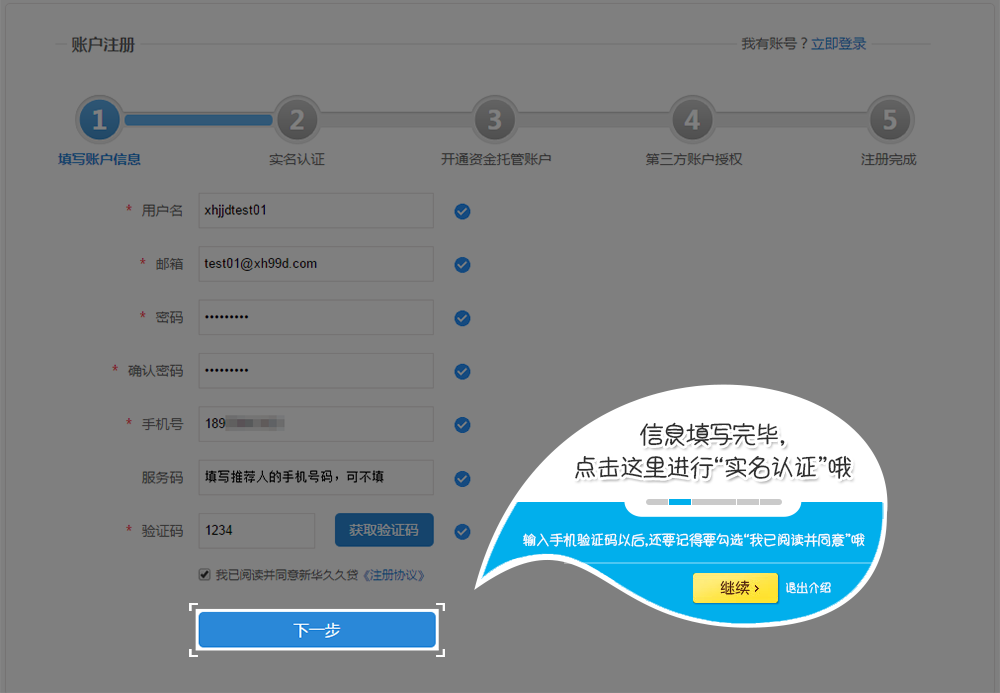 账户注册
我有账号？立即登录
1 2 3 4 5
填写账户信息 实名认证 开通资金托管账户 第三方账户授权 注册完成
* 用户名 xhjjdtest01
* 邮箱 test01@xh99d.com
* 密码 •••••••••
* 确认密码 •••••••••
* 手机号 189
服务码 填写推荐人的手机号码，可不填
* 验证码 1234 获取验证码
我已阅读并同意新华久久贷《注册协议》
下一步
信息填写完毕,
点击这里进行“实名认证”哦
输入手机验证码以后,还要记得要勾选“我已阅读并同意”哦
继续 › 退出介绍